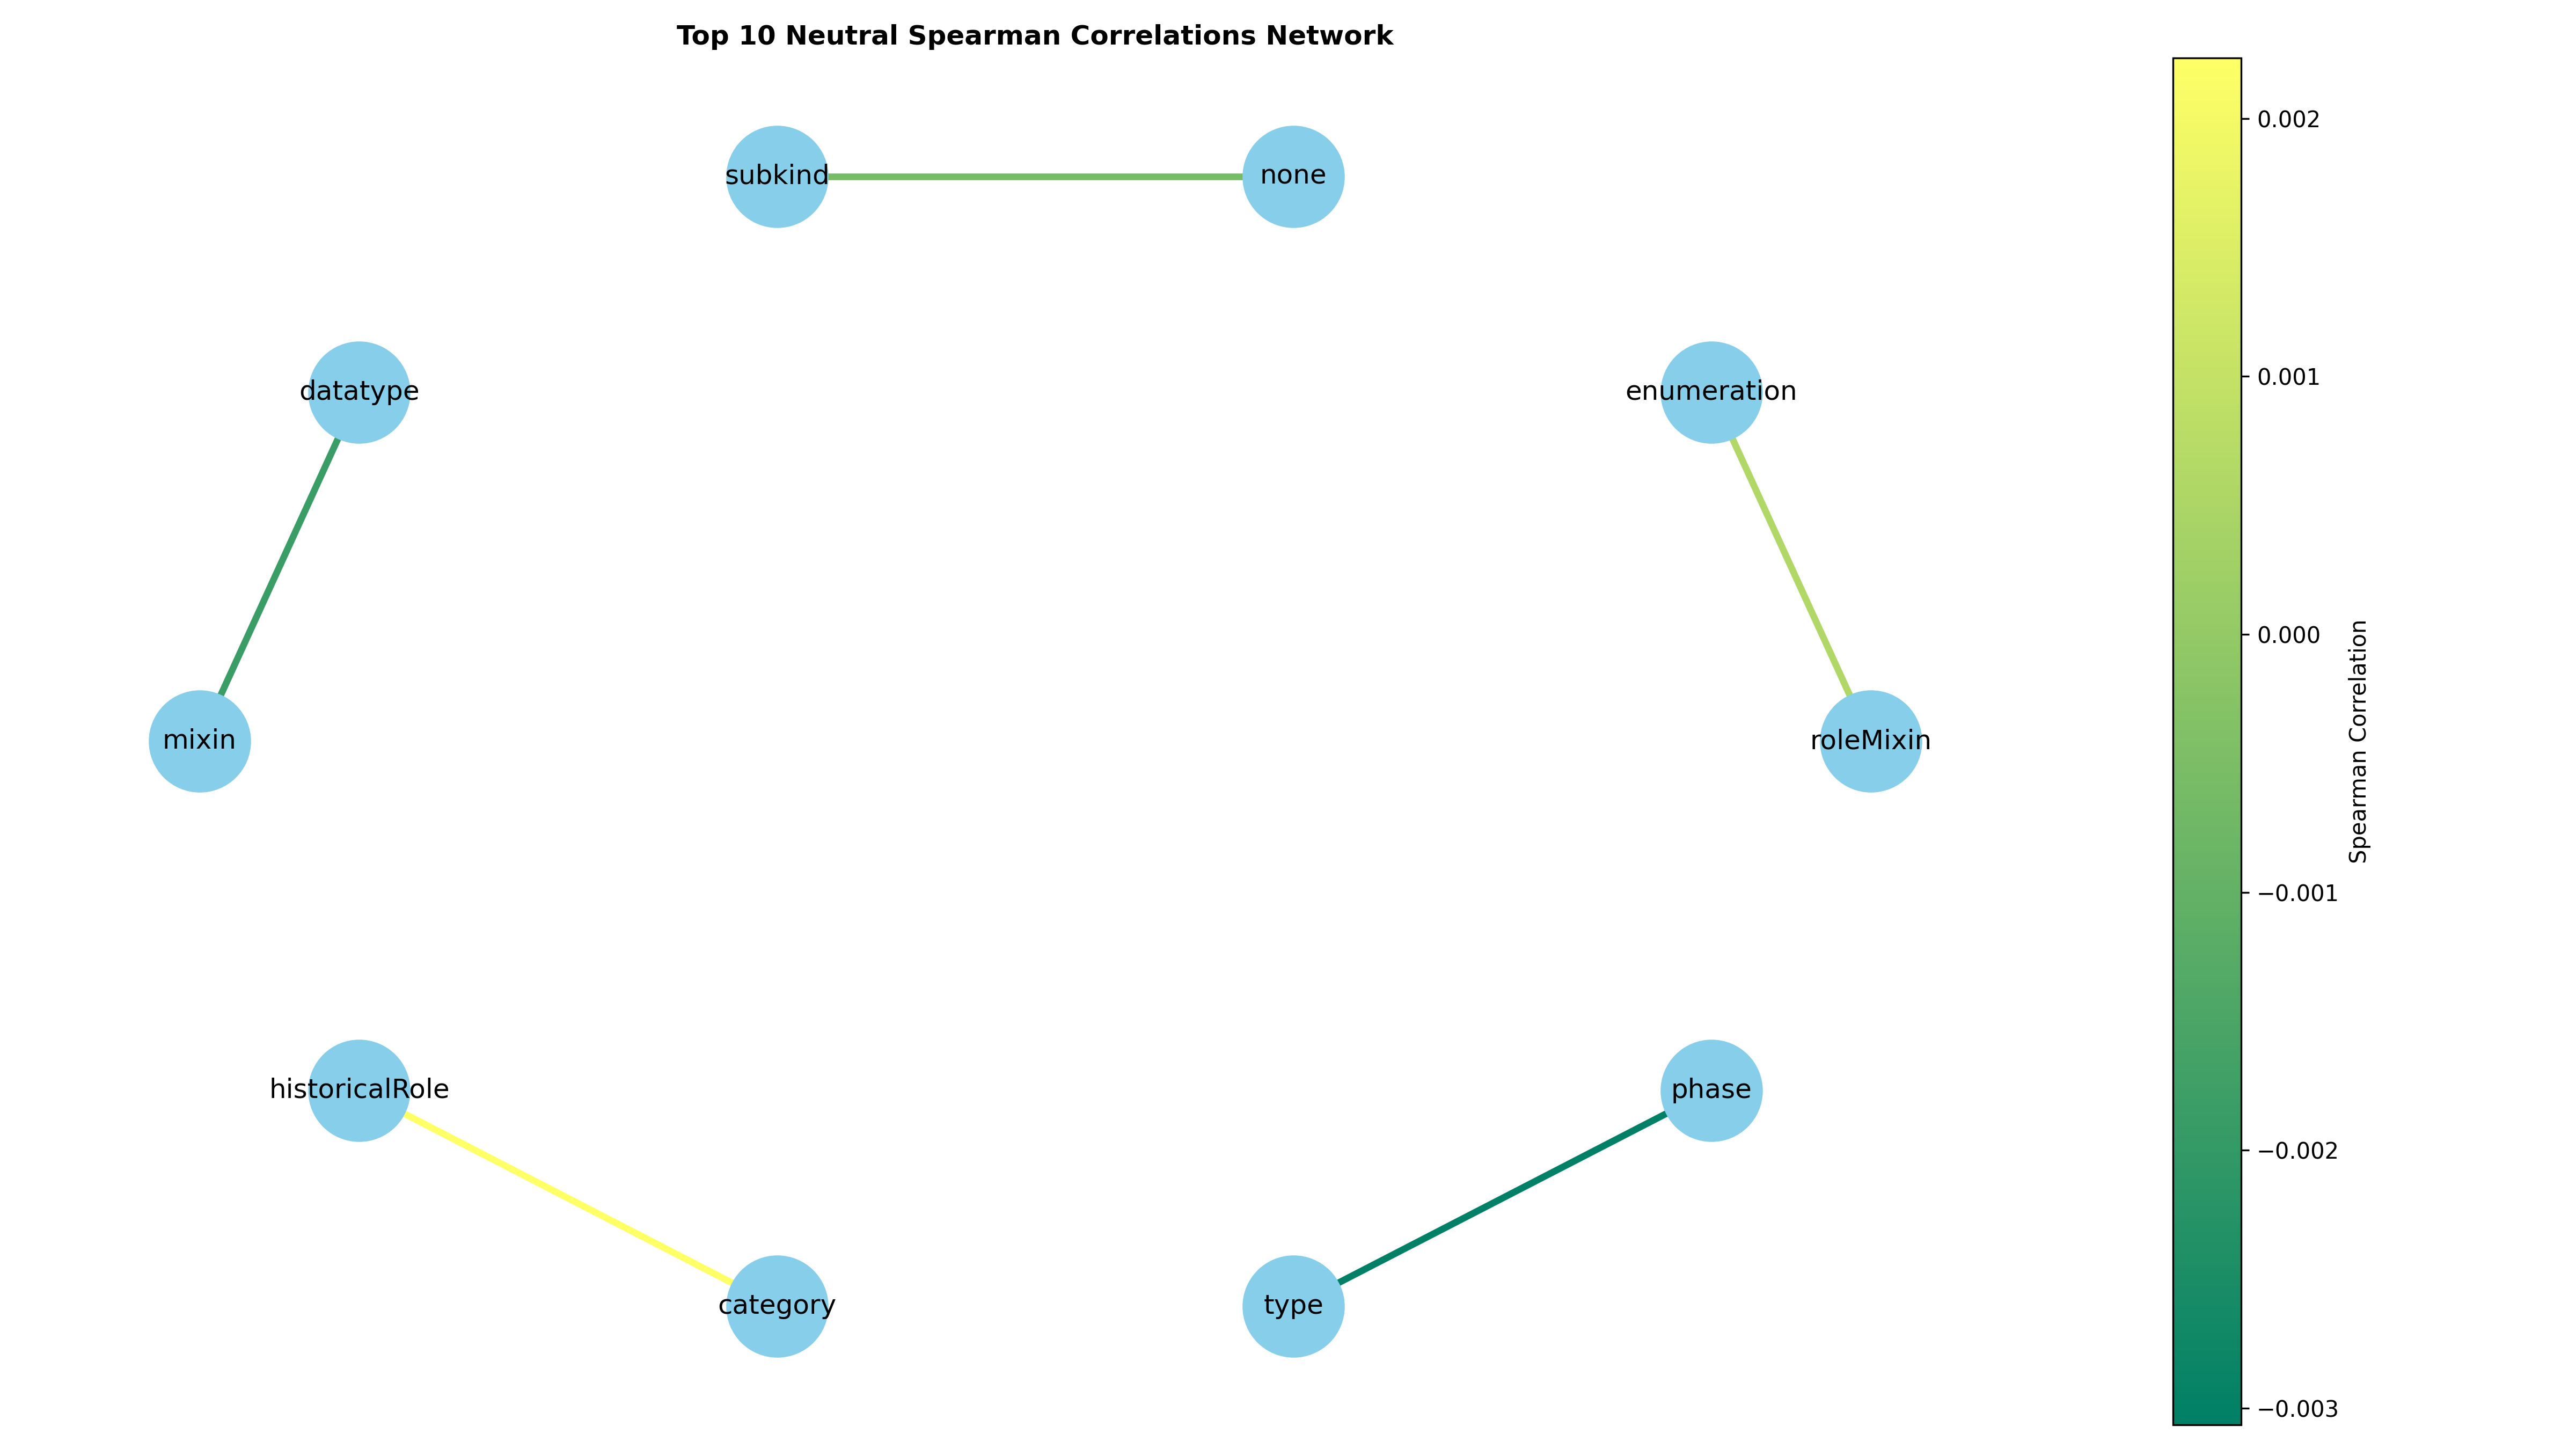 Top 10 Neutral Spearman Correlations Network
subkind
none
datatype
enumeration
mixin
roleMixin
historicalRole
phase
category
type
0.002
0.001
0.000
−0.001
−0.002
−0.003
Spearman Correlation